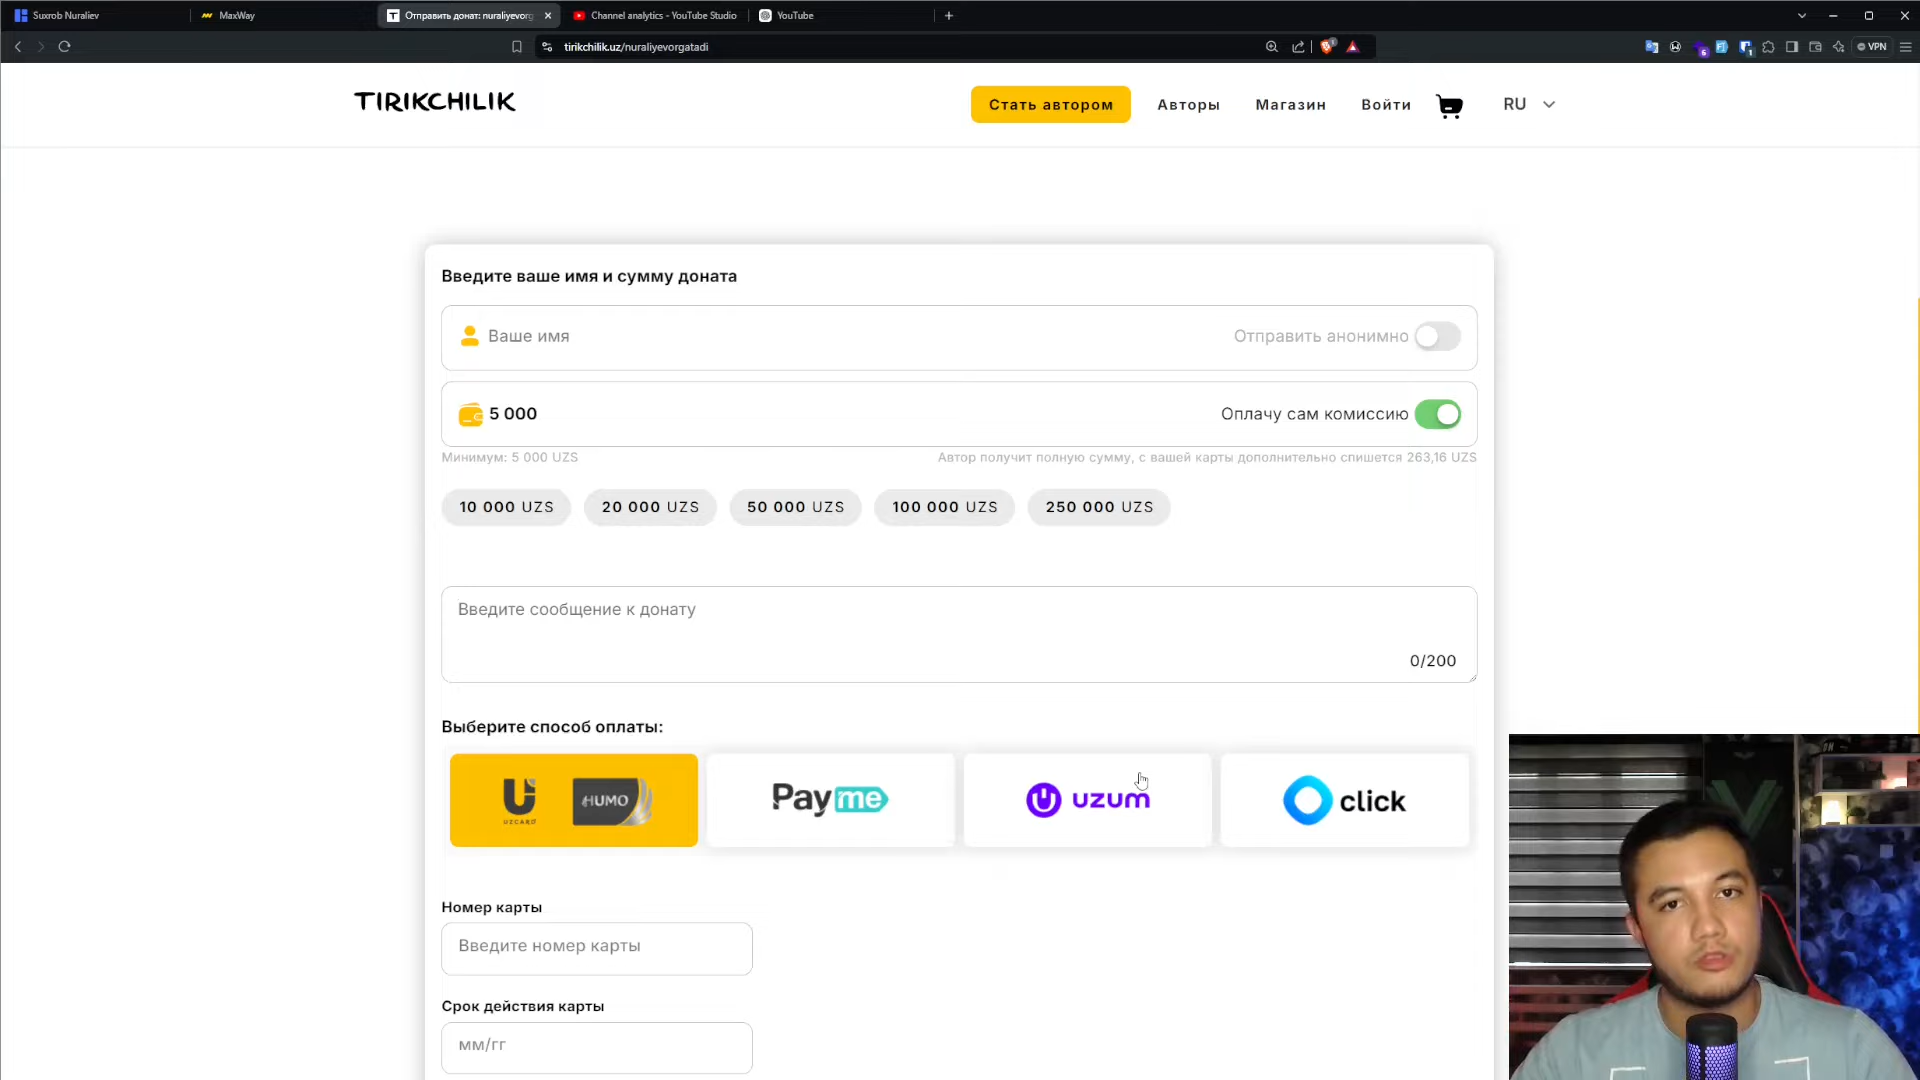 Suxrob Nuraliev
MaxWay
Отправить донат: nuraliyevorg
Channel analytics - YouTube Studio
YouTube
tirikchilik.uz/nuraliyevorgatadi
VPN
TIRIKCHILIK
Стать автором
Авторы
Магазин
Войти
RU
Введите ваше имя и сумму доната
Ваше имя
Отправить анонимно
5 000
Оплачу сам комиссию
Минимум: 5 000 UZS
Автор получит полную сумму, с вашей карты дополнительно спишется 263,16 UZS
10 000 UZS
20 000 UZS
50 000 UZS
100 000 UZS
250 000 UZS
Введите сообщение к донату
0/200
Выберите способ оплаты:
UZCARD
HUMO
Payme
uzum
click
Номер карты
Введите номер карты
Срок действия карты
мм/гг